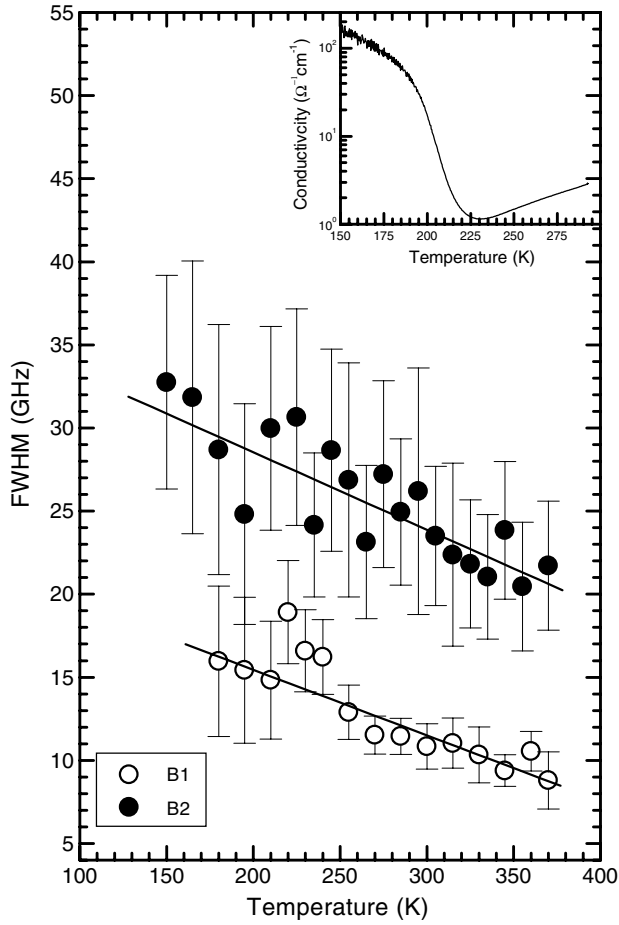 55
50
45
40
35
30
25
20
15
10
5
4
FWHM (GHz)
100 150 200 250 300 350 400
Temperature (K)
10²
10¹
10⁰
Conductivcity (Ω⁻¹cm⁻¹)
150 175 200 225 250 275
Temperature (K)
B1
B2